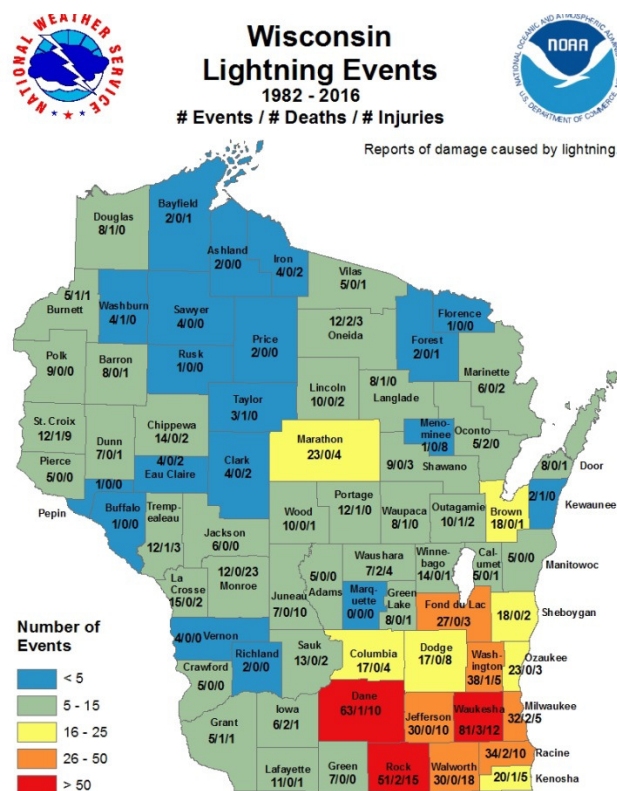 NATIONAL WEATHER SERVICE
Wisconsin
Lightning Events
1982 - 2016
# Events / # Deaths / # Injuries
NOAA
NATIONAL OCEANIC AND ATMOSPHERIC
U.S. DEPARTMENT OF COMMERCE
Reports of damage caused by lightning.
Douglas
8/1/0
Bayfield
2/0/1
Ashland
2/0/0
Iron
4/0/2
Vilas
5/0/1
5/1/1
Burnett
Washburn
4/1/0
Sawyer
4/0/0
Price
2/0/0
12/2/3
Oneida
Florence
1/0/0
Forest
2/0/1
Marinette
6/0/2
Polk
9/0/0
Barron
8/0/1
Rusk
1/0/0
Lincoln
10/0/2
8/1/0
Langlade
Taylor
3/1/0
St. Croix
12/1/9
Dunn
7/0/1
Chippewa
14/0/2
Marathon
23/0/4
Meno-
minee
1/0/8
Oconto
5/2/0
Pierce
5/0/0
4/0/2
Eau Claire
Clark
4/0/2
9/0/3
Shawano
8/0/1
Door
1/0/0
Pepin
Buffalo
1/0/0
Tremp-
ealeau
12/1/3
Jackson
6/0/0
Wood
10/0/1
Portage
12/1/0
Waupaca
8/1/0
Outagamie
10/1/2
Brown
18/0/1
2/1/0
Kewaunee
La
Crosse
15/0/2
12/0/23
Monroe
Juneau
7/0/10
5/0/0
Adams
Waushara
7/2/4
Winne-
bago
14/0/1
Cal-
umet
5/0/1
5/0/0
Manitowoc
Marquette
0/0/0
Green
Lake
8/0/1
Fond du Lac
27/0/3
18/0/2
Sheboygan
4/0/0
Vernon
Richland
2/0/0
Sauk
13/0/2
Columbia
17/0/4
Dodge
17/0/8
Wash-
ington
38/1/5
Ozaukee
23/0/3
Crawford
5/0/0
Grant
5/1/1
Iowa
6/2/1
Dane
63/1/10
Jefferson
30/0/10
Waukesha
81/3/12
Milwaukee
32/2/5
Lafayette
11/0/1
Green
7/0/0
Rock
51/2/15
Walworth
30/0/18
34/2/10
Racine
20/1/5
Kenosha
Number of
Events
< 5
5 - 15
16 - 25
26 - 50
> 50